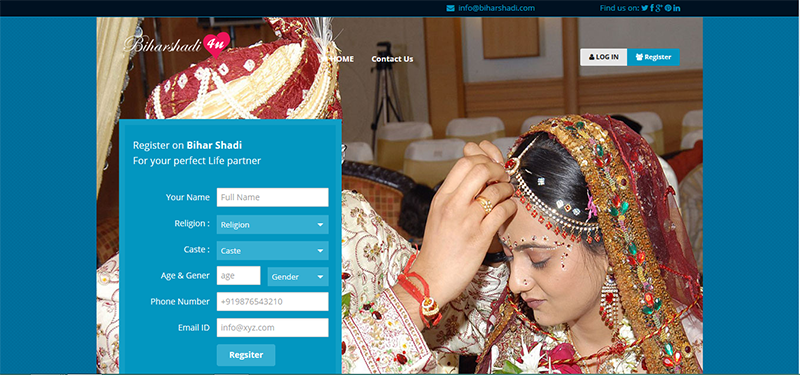 info@biharshadi.com
Find us on:
Biharshadi 4u
HOME
Contact Us
LOG IN
Register
Register on Bihar Shadi
For your perfect Life partner
Your Name Full Name
Religion : Religion
Caste : Caste
Age & Gener age Gender
Phone Number +919876543210
Email ID info@xyz.com
Regsiter